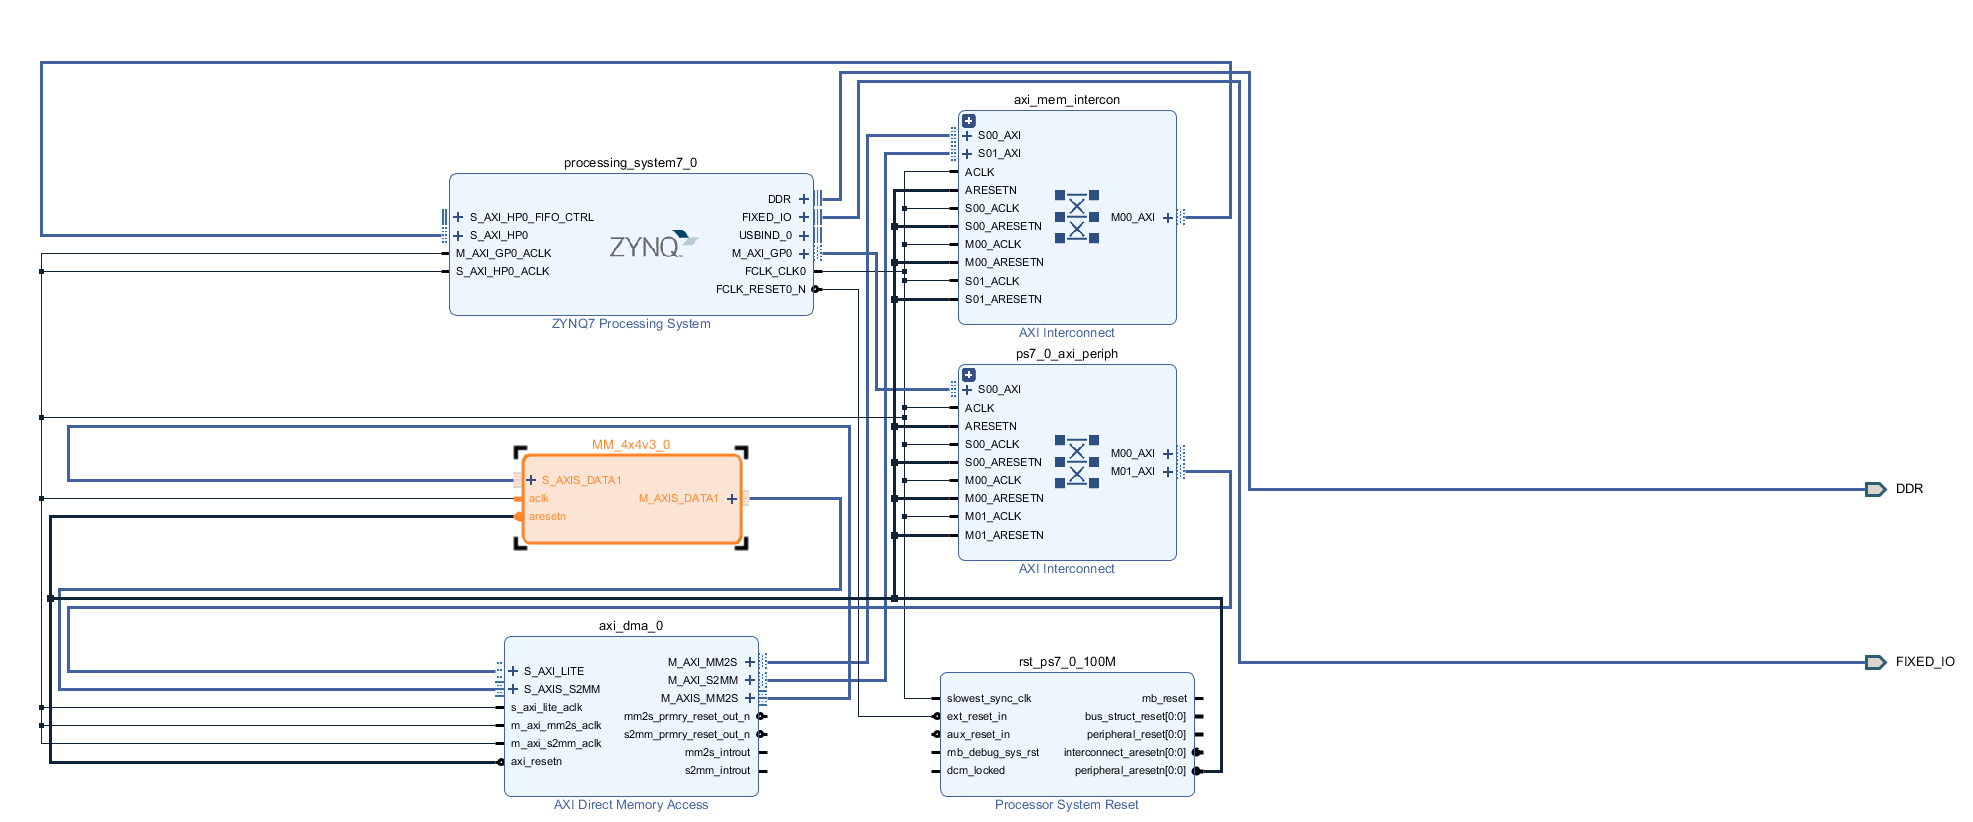 axi_mem_intercon
S00_AXI
S01_AXI
ACLK
ARESETN
S00_ACLK
S00_ARESETN
M00_ACLK
M00_ARESETN
S01_ACLK
S01_ARESETN
M00_AXI
AXI Interconnect
processing_system7_0
S_AXI_HP0_FIFO_CTRL
S_AXI_HP0
M_AXI_GP0_ACLK
S_AXI_HP0_ACLK
ZYNQ
DDR
FIXED_IO
USBIND_0
M_AXI_GP0
FCLK_CLK0
FCLK_RESET0_N
ZYNQ7 Processing System
ps7_0_axi_periph
S00_AXI
ACLK
ARESETN
S00_ACLK
S00_ARESETN
M00_ACLK
M00_ARESETN
M01_ACLK
M01_ARESETN
M00_AXI
M01_AXI
AXI Interconnect
MM_4x4v3_0
S_AXIS_DATA1
aclk
aresetn
M_AXIS_DATA1
DDR
FIXED_IO
axi_dma_0
S_AXI_LITE
S_AXIS_S2MM
s_axi_lite_aclk
m_axi_mm2s_aclk
m_axi_s2mm_aclk
axi_resetn
M_AXI_MM2S
M_AXI_S2MM
M_AXIS_MM2S
mm2s_prmry_reset_out_n
s2mm_prmry_reset_out_n
mm2s_introut
s2mm_introut
AXI Direct Memory Access
rst_ps7_0_100M
slowest_sync_clk
ext_reset_in
aux_reset_in
mb_debug_sys_rst
dcm_locked
mb_reset
bus_struct_reset[0:0]
peripheral_reset[0:0]
interconnect_aresetn[0:0]
peripheral_aresetn[0:0]
Processor System Reset